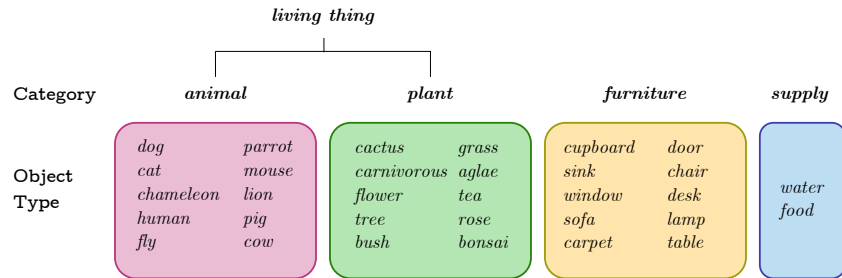 living thing
Category animal plant furniture supply
Object Type
dog parrot
cat mouse
chameleon lion
human pig
fly cow
cactus grass
carnivorous aglae
flower tea
tree rose
bush bonsai
cupboard door
sink chair
window desk
sofa lamp
carpet table
water
food